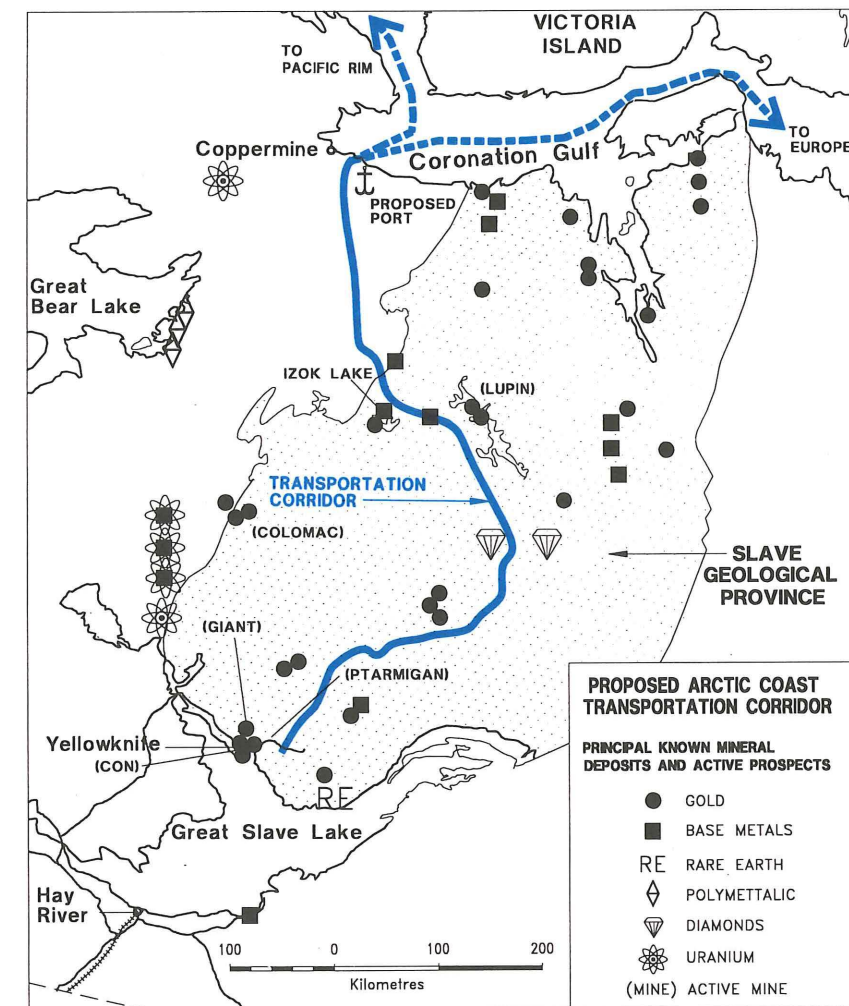 VICTORIA
ISLAND
TO
PACIFIC RIM
TO
EUROPE
Coppermine
Coronation Gulf
PROPOSED
PORT
Great
Bear Lake
IZOK LAKE
(LUPIN)
TRANSPORTATION
CORRIDOR
(COLOMAC)
SLAVE
GEOLOGICAL
PROVINCE
(GIANT)
(PTARMIGAN)
Yellowknife
(CON)
RE
Great Slave Lake
Hay
River
100 0 100 200
Kilometres
PROPOSED ARCTIC COAST
TRANSPORTATION CORRIDOR
PRINCIPAL KNOWN MINERAL
DEPOSITS AND ACTIVE PROSPECTS
GOLD
BASE METALS
RE RARE EARTH
POLYMETTALIC
DIAMONDS
URANIUM
(MINE) ACTIVE MINE